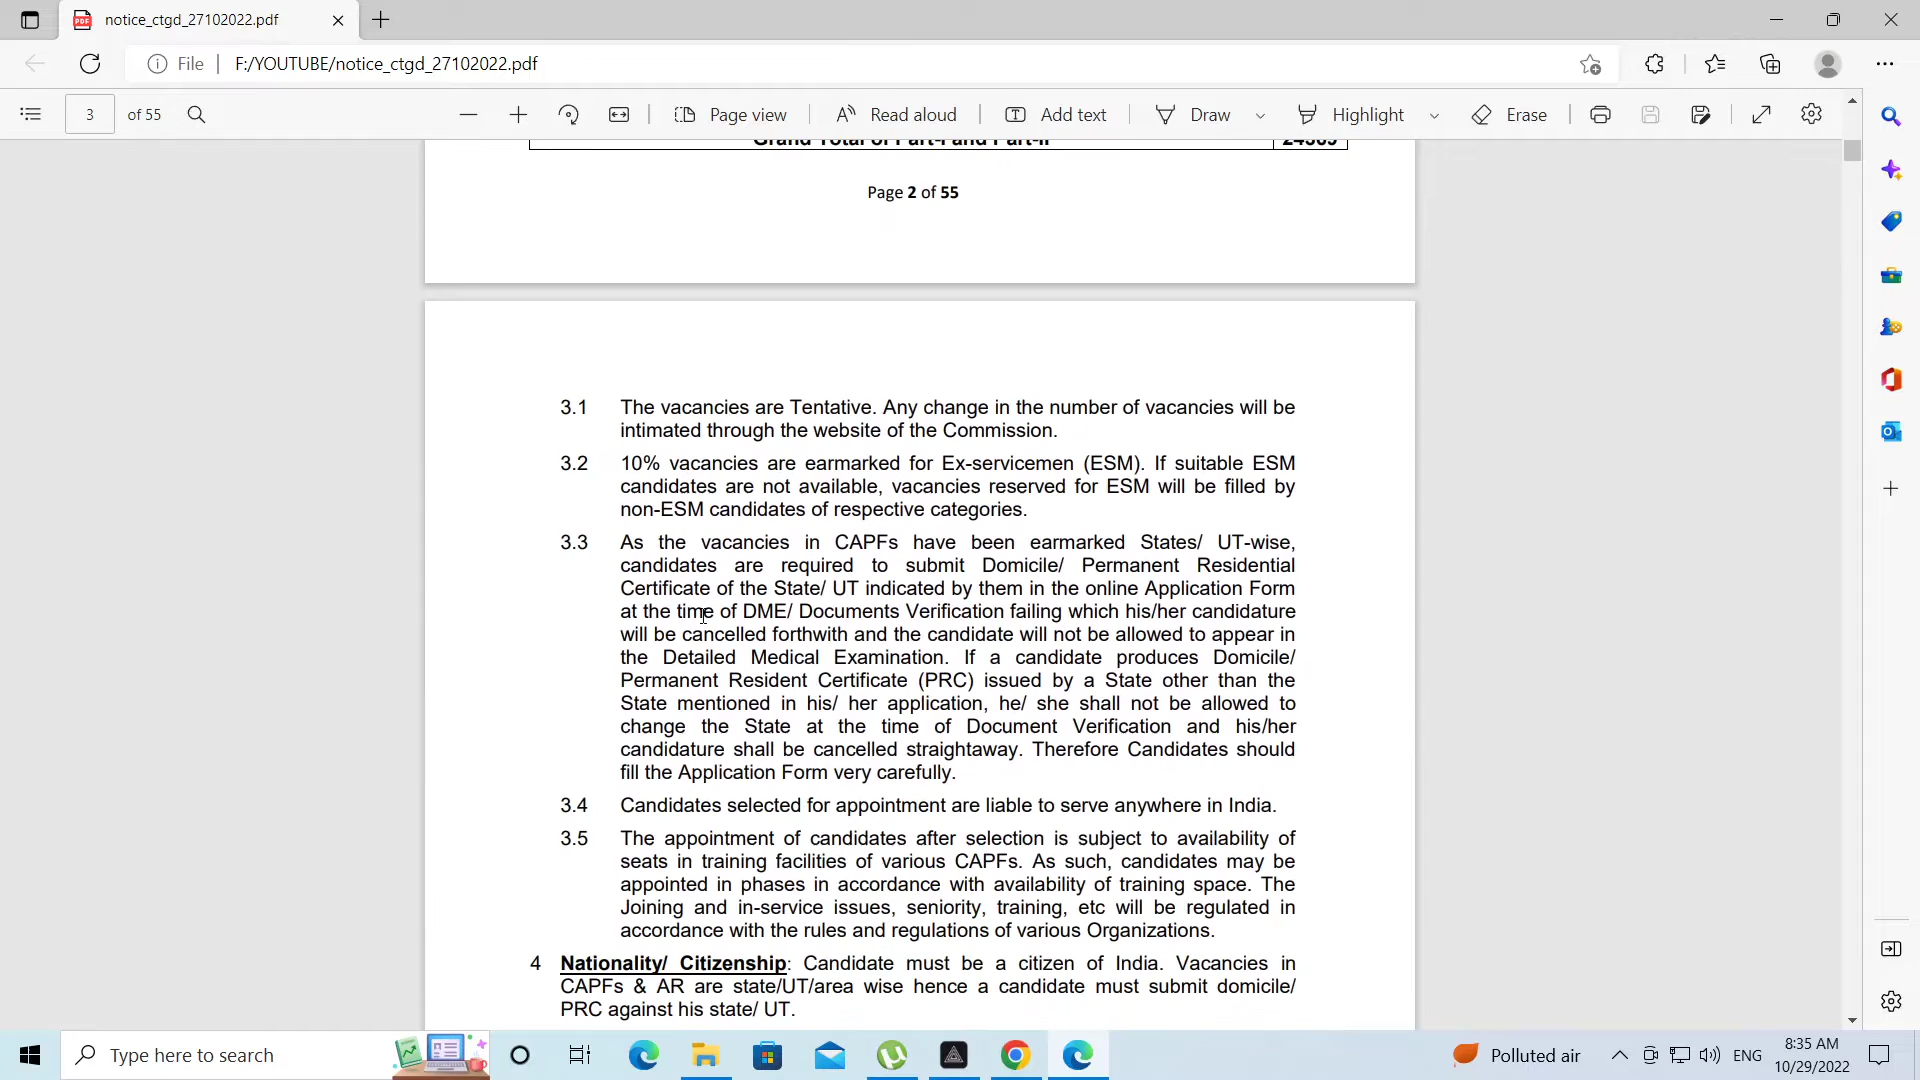 notice_ctgd_27102022.pdf
File F:/YOUTUBE/notice_ctgd_27102022.pdf
3 of 55 Page view Read aloud Add text Draw Highlight Erase
Grand Total of Part-I and Part-II 24369
Page 2 of 55
3.1 The vacancies are Tentative. Any change in the number of vacancies will be
intimated through the website of the Commission.
3.2 10% vacancies are earmarked for Ex-servicemen (ESM). If suitable ESM
candidates are not available, vacancies reserved for ESM will be filled by
non-ESM candidates of respective categories.
3.3 As the vacancies in CAPFs have been earmarked States/ UT-wise,
candidates are required to submit Domicile/ Permanent Residential
Certificate of the State/ UT indicated by them in the online Application Form
at the time of DME/ Documents Verification failing which his/her candidature
will be cancelled forthwith and the candidate will not be allowed to appear in
the Detailed Medical Examination. If a candidate produces Domicile/
Permanent Resident Certificate (PRC) issued by a State other than the
State mentioned in his/ her application, he/ she shall not be allowed to
change the State at the time of Document Verification and his/her
candidature shall be cancelled straightaway. Therefore Candidates should
fill the Application Form very carefully.
3.4 Candidates selected for appointment are liable to serve anywhere in India.
3.5 The appointment of candidates after selection is subject to availability of
seats in training facilities of various CAPFs. As such, candidates may be
appointed in phases in accordance with availability of training space. The
Joining and in-service issues, seniority, training, etc will be regulated in
accordance with the rules and regulations of various Organizations.
4 Nationality/ Citizenship: Candidate must be a citizen of India. Vacancies in
CAPFs & AR are state/UT/area wise hence a candidate must submit domicile/
PRC against his state/ UT.
Type here to search
Polluted air
ENG
8:35 AM
10/29/2022